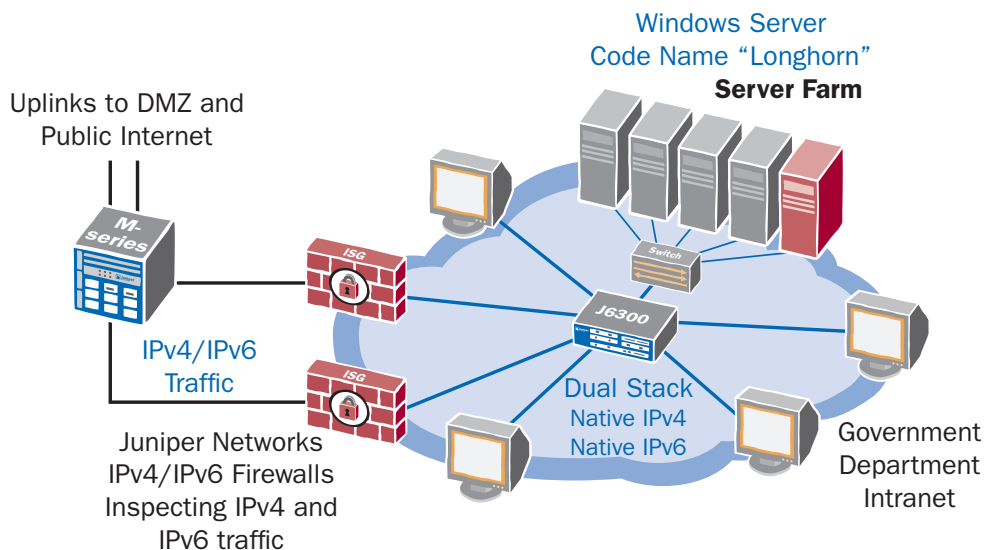 Windows Server
Code Name “Longhorn”
Server Farm
Uplinks to DMZ and
Public Internet
M-
series
ISG
Switch
J6300
IPv4/IPv6
Traffic
ISG
Dual Stack
Native IPv4
Native IPv6
Juniper Networks
IPv4/IPv6 Firewalls
Inspecting IPv4 and
IPv6 traffic
Government
Department
Intranet